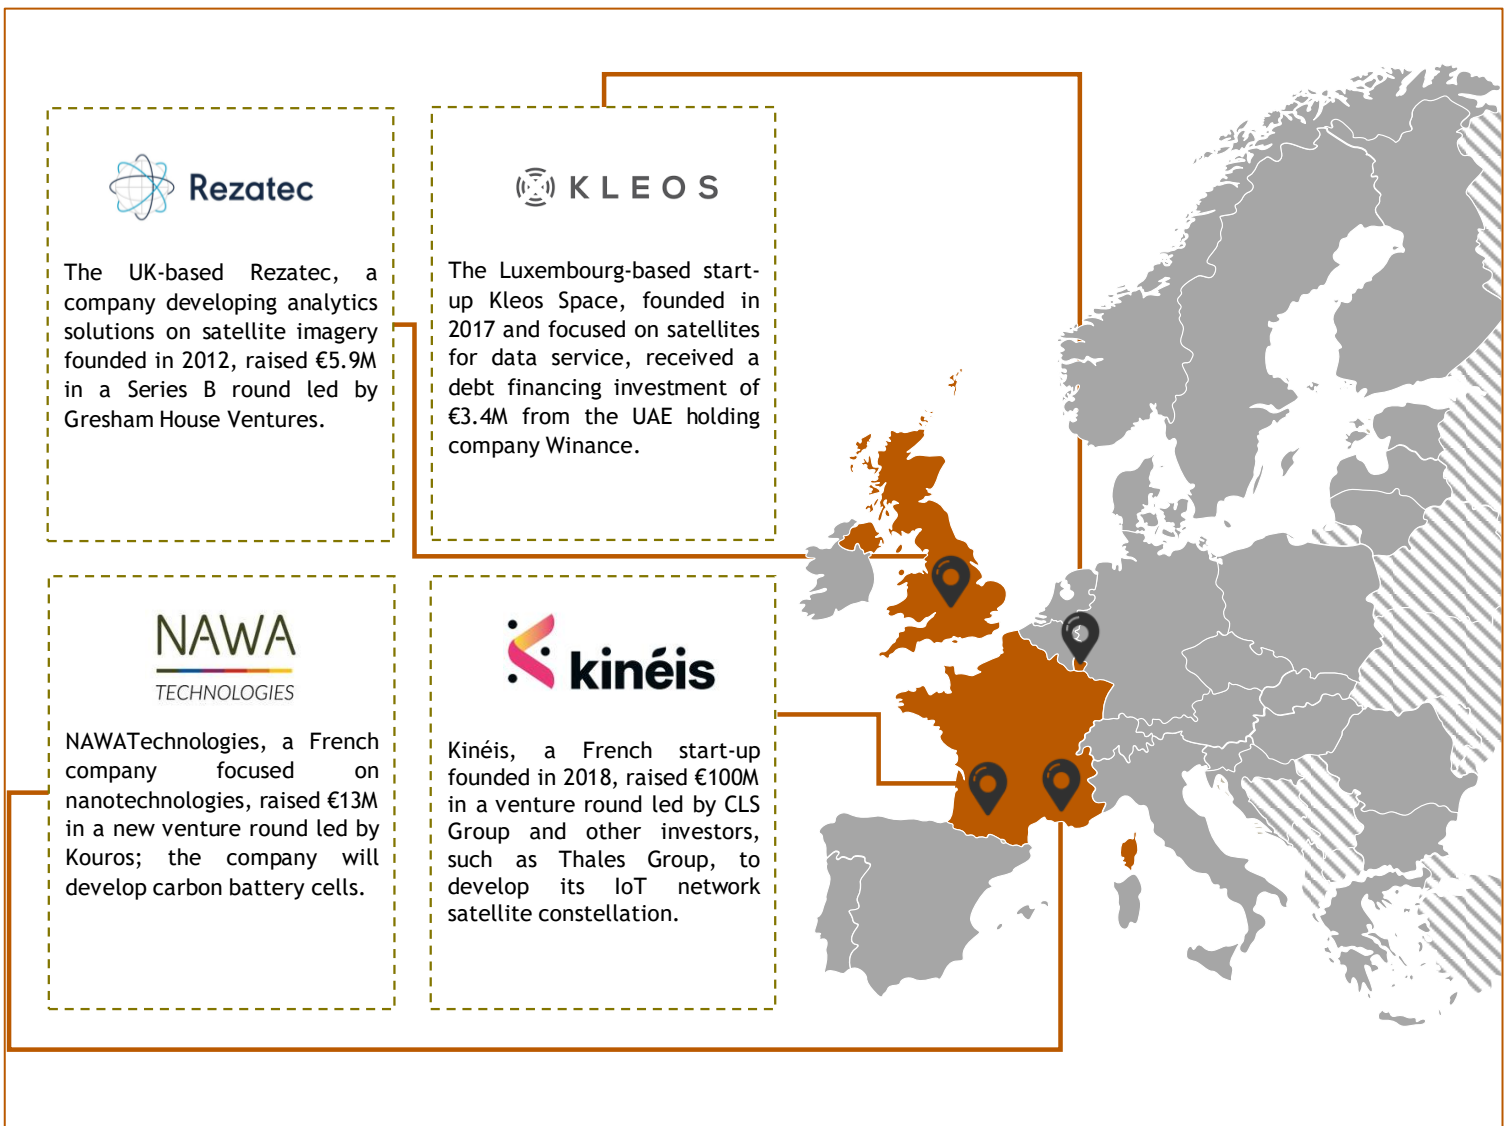 Rezatec
The UK-based Rezatec, a
company developing analytics
solutions on satellite imagery
founded in 2012, raised €5.9M
in a Series B round led by
Gresham House Ventures.
KLEOS
The Luxembourg-based start-
up Kleos Space, founded in
2017 and focused on satellites
for data service, received a
debt financing investment of
€3.4M from the UAE holding
company Winance.
NAWA
TECHNOLOGIES
NAWATechnologies, a French
company focused on
nanotechnologies, raised €13M
in a new venture round led by
Kouros; the company will
develop carbon battery cells.
kinéis
Kinéis, a French start-up
founded in 2018, raised €100M
in a venture round led by CLS
Group and other investors,
such as Thales Group, to
develop its IoT network
satellite constellation.